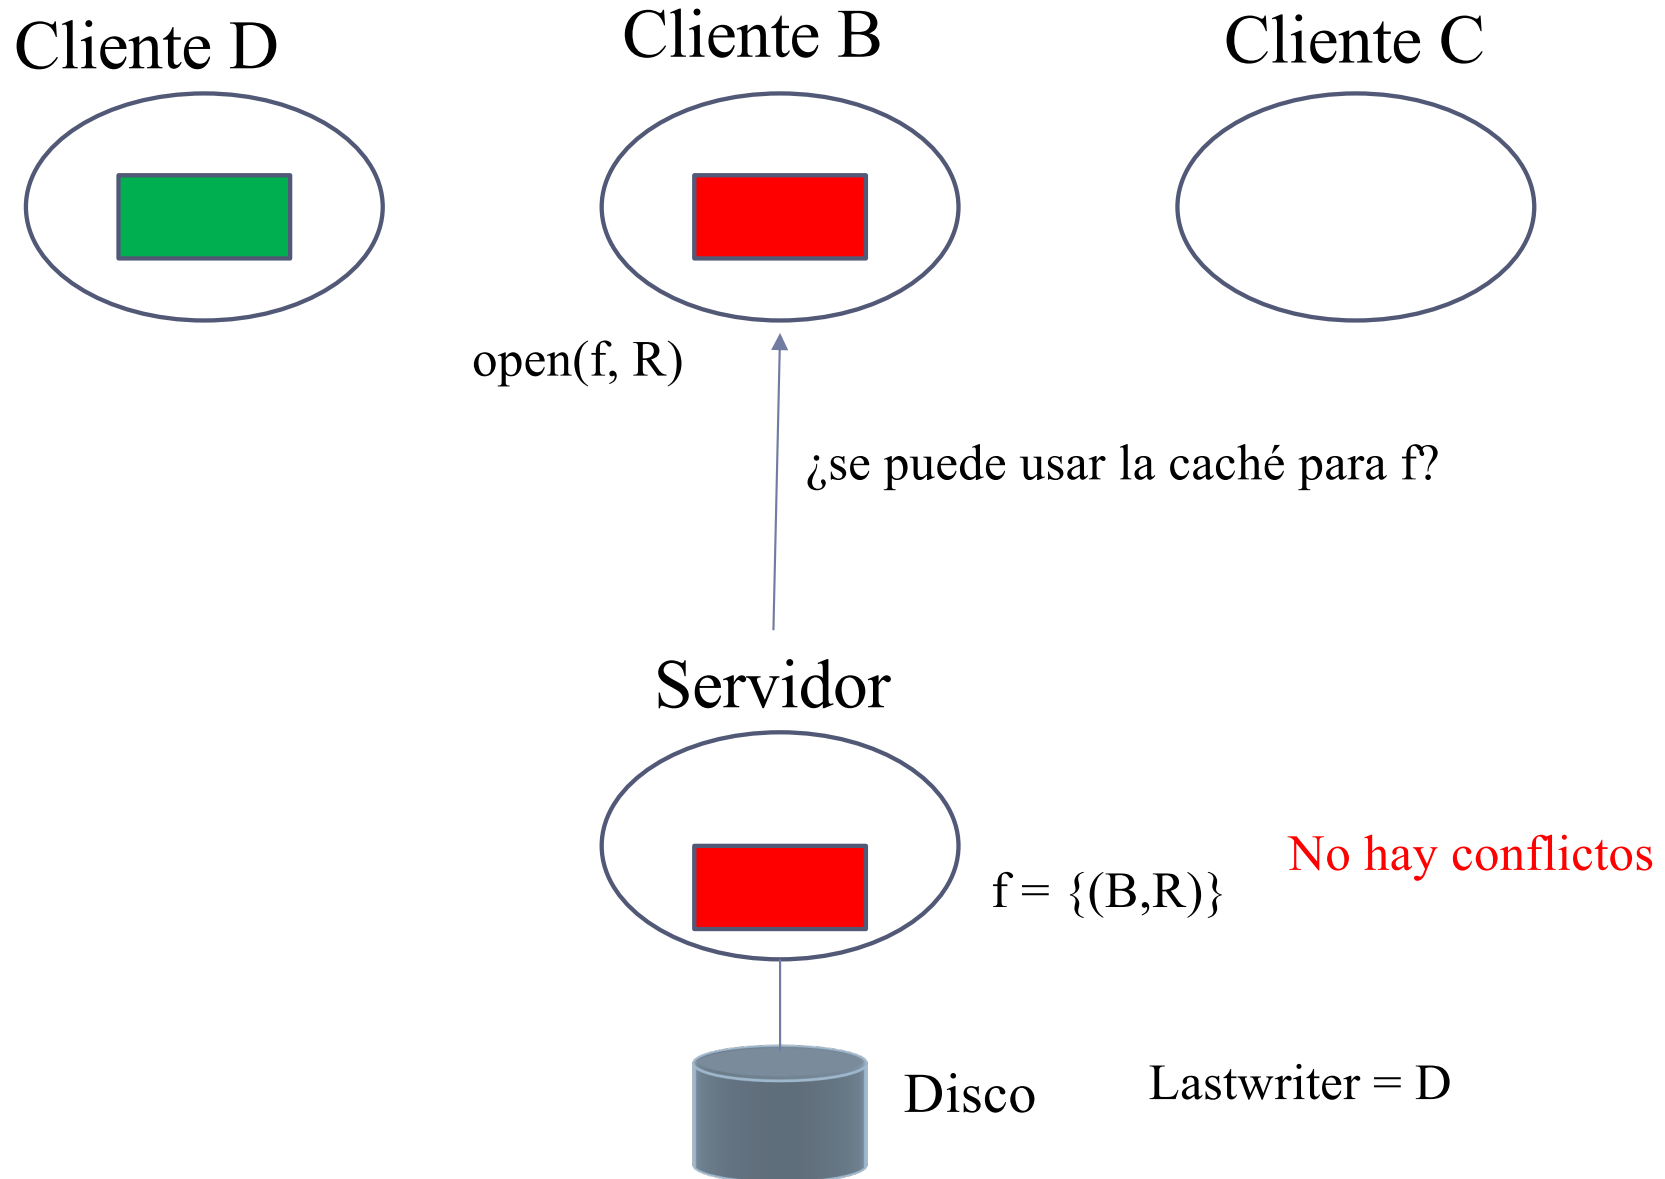 Cliente D
Cliente B
Cliente C
open(f, R)
¿se puede usar la caché para f?
Servidor
No hay conflictos
f = {(B,R)}
Disco
Lastwriter = D